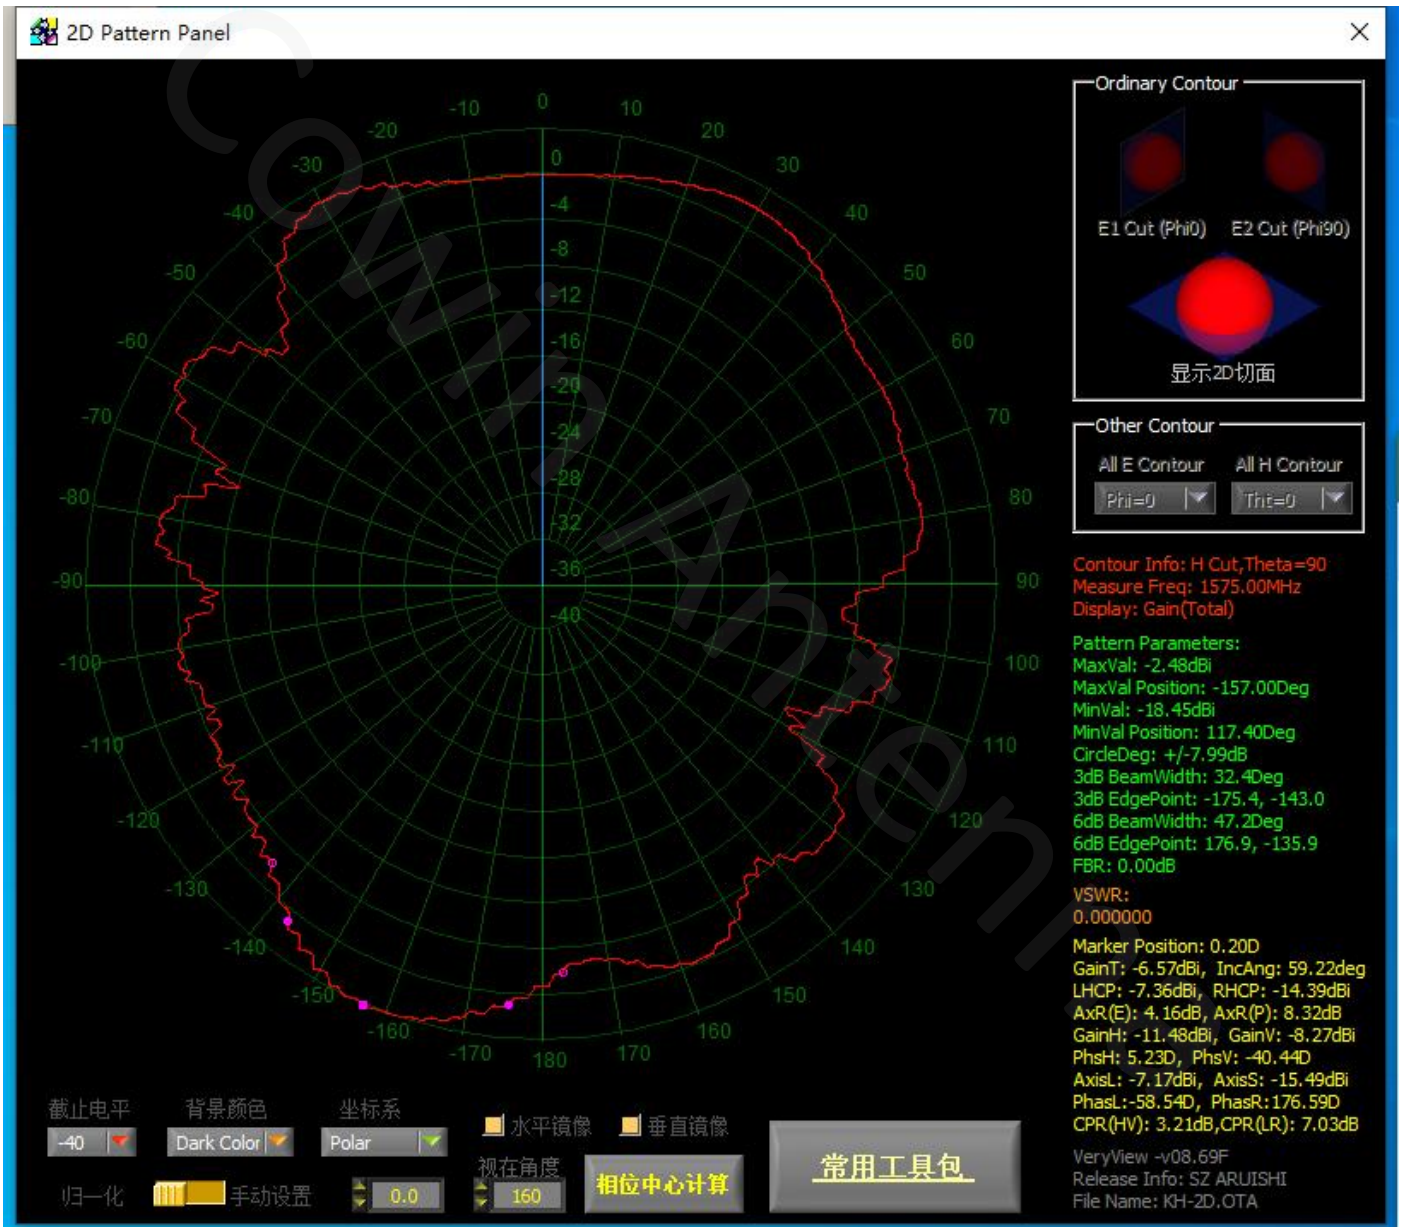 2D Pattern Panel
Cowin Antenna
-10 0 10
-20 20
-30 30
-40 40
-50 50
-60 60
-70 70
-80 80
-90 90
-100 100
-110 110
-120 120
-130 130
-140 140
-150 150
-160 160
-170 180 170
0
-4
-8
-12
-16
-20
-24
-28
-32
-36
-40
Ordinary Contour
E1 Cut (Phi0) E2 Cut (Phi90)
显示2D切面
Other Contour
All E Contour All H Contour
Phi=0 Tht=0
Contour Info: H Cut,Theta=90
Measure Freq: 1575.00MHz
Display: Gain(Total)
Pattern Parameters:
MaxVal: -2.48dBi
MaxVal Position: -157.00Deg
MinVal: -18.45dBi
MinVal Position: 117.40Deg
CircleDeg: +/-7.99dB
3dB BeamWidth: 32.4Deg
3dB EdgePoint: -175.4, -143.0
6dB BeamWidth: 47.2Deg
6dB EdgePoint: 176.9, -135.9
FBR: 0.00dB
VSWR:
0.000000
Marker Position: 0.20D
GainT: -6.57dBi, IncAng: 59.22deg
LHCP: -7.36dBi, RHCP: -14.39dBi
AxR(E): 4.16dB, AxR(P): 8.32dB
GainH: -11.48dBi, GainV: -8.27dBi
PhsH: 5.23D, PhsV: -40.44D
AxisL: -7.17dBi, AxisS: -15.49dBi
PhasL:-58.54D, PhasR:176.59D
CPR(HV): 3.21dB,CPR(LR): 7.03dB
VeryView -v08.69F
Release Info: SZ ARUISHI
File Name: KH-2D.OTA
截止电平 背景颜色 坐标系
-40 Dark Color Polar
水平镜像 垂直镜像
视在角度
归一化 手动设置 0.0 160
相位中心计算
常用工具包